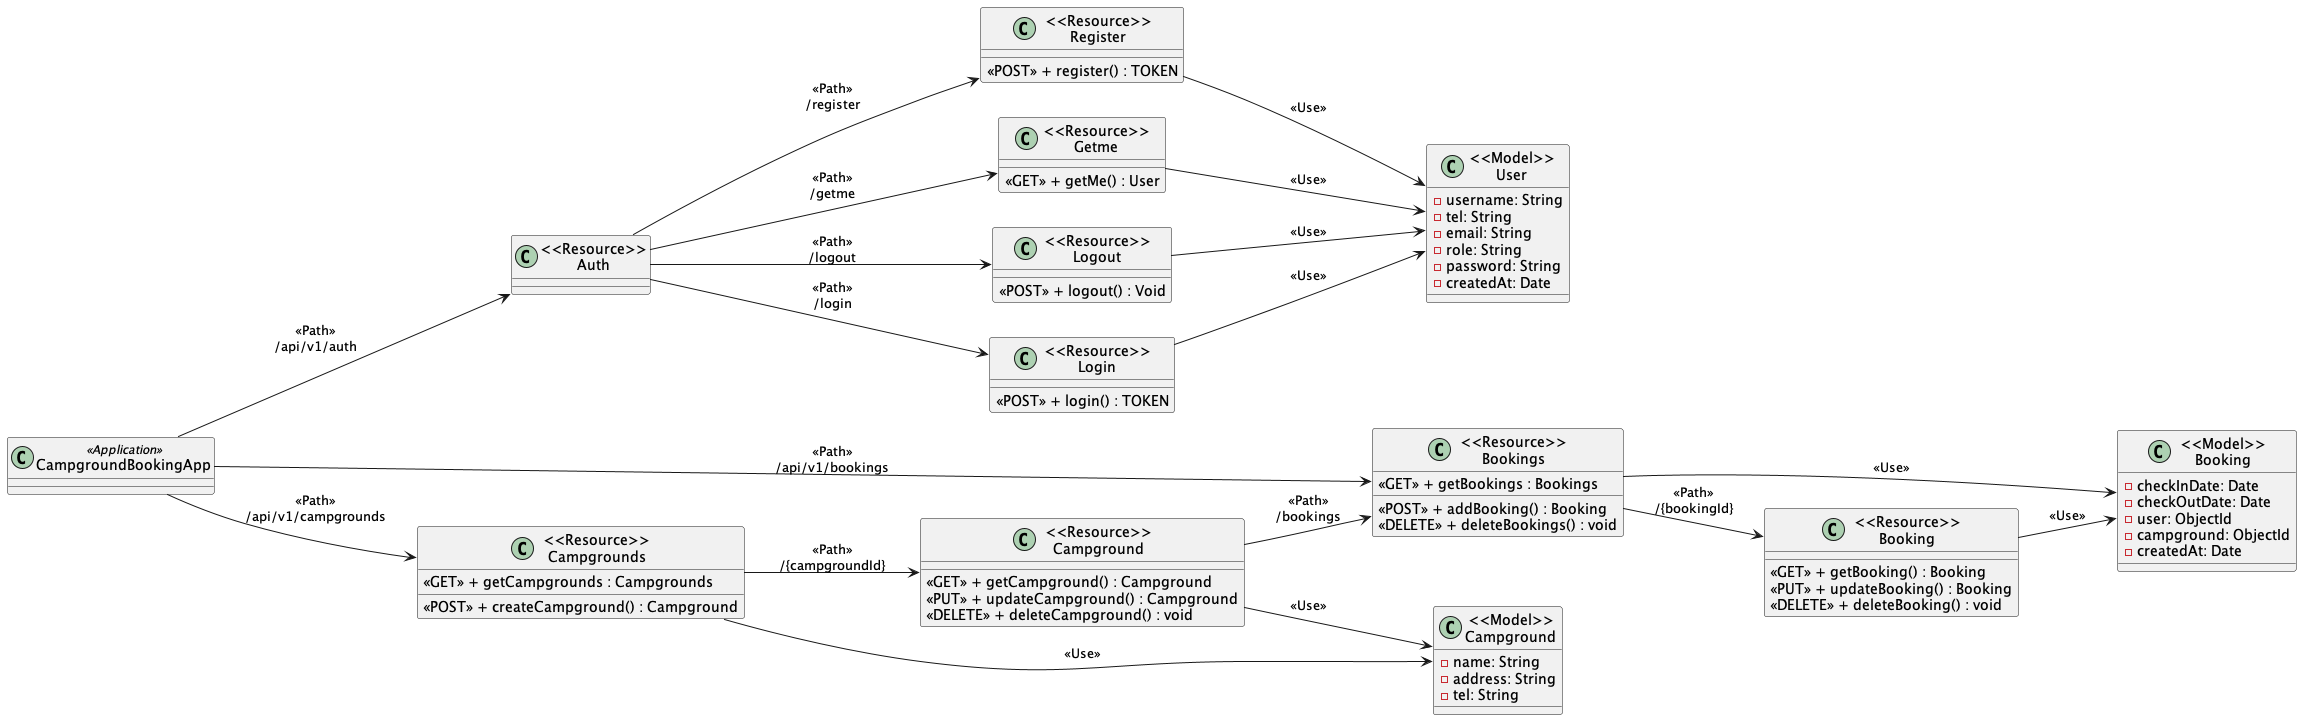 C
<<Resource>>
Register
«POST» + register() : TOKEN
«Path»
/register
«Use»
C
<<Resource>>
Getme
«GET» + getMe() : User
«Path»
/getme
«Use»
C
<<Model>>
User
username: String
tel: String
email: String
role: String
password: String
createdAt: Date
C
<<Resource>>
Auth
«Path»
/logout
C
<<Resource>>
Logout
«POST» + logout() : Void
«Use»
«Path»
/login
«Use»
C
<<Resource>>
Login
«POST» + login() : TOKEN
«Path»
/api/v1/auth
C
«Application»
CampgroundBookingApp
«Path»
/api/v1/bookings
«Path»
/api/v1/campgrounds
C
<<Resource>>
Bookings
«GET» + getBookings : Bookings
«POST» + addBooking() : Booking
«DELETE» + deleteBookings() : void
«Use»
«Path»
/{bookingId}
C
<<Model>>
Booking
checkInDate: Date
checkOutDate: Date
user: ObjectId
campground: ObjectId
createdAt: Date
C
<<Resource>>
Campgrounds
«GET» + getCampgrounds : Campgrounds
«POST» + createCampground() : Campground
«Path»
/{campgroundId}
C
<<Resource>>
Campground
«GET» + getCampground() : Campground
«PUT» + updateCampground() : Campground
«DELETE» + deleteCampground() : void
«Path»
/bookings
C
<<Resource>>
Booking
«GET» + getBooking() : Booking
«PUT» + updateBooking() : Booking
«DELETE» + deleteBooking() : void
«Use»
«Use»
«Use»
C
<<Model>>
Campground
name: String
address: String
tel: String